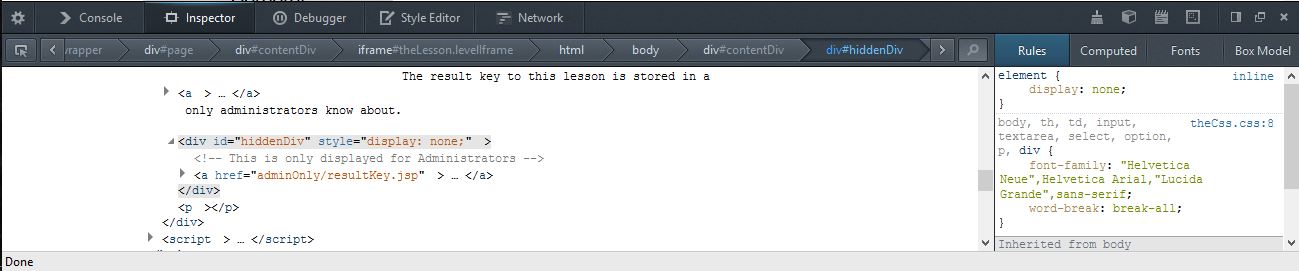 Console Inspector Debugger Style Editor Network
vrapper div#page div#contentDiv iframe#theLesson.levelIframe html body div#contentDiv div#hiddenDiv Rules Computed Fonts Box Model
The result key to this lesson is stored in a
<a > … </a>
only administrators know about.
<div id="hiddenDiv" style="display: none;" >
<!-- This is only displayed for Administrators -->
<a href="adminOnly/resultKey.jsp" > … </a>
</div>
<p ></p>
</div>
<script > … </script>
element { inline
display: none;
}
body, th, td, input, theCss.css:8
textarea, select, option,
p, div {
font-family: "Helvetica
Neue",Helvetica Arial,"Lucida
Grande",sans-serif;
word-break: break-all;
}
Inherited from body
Done